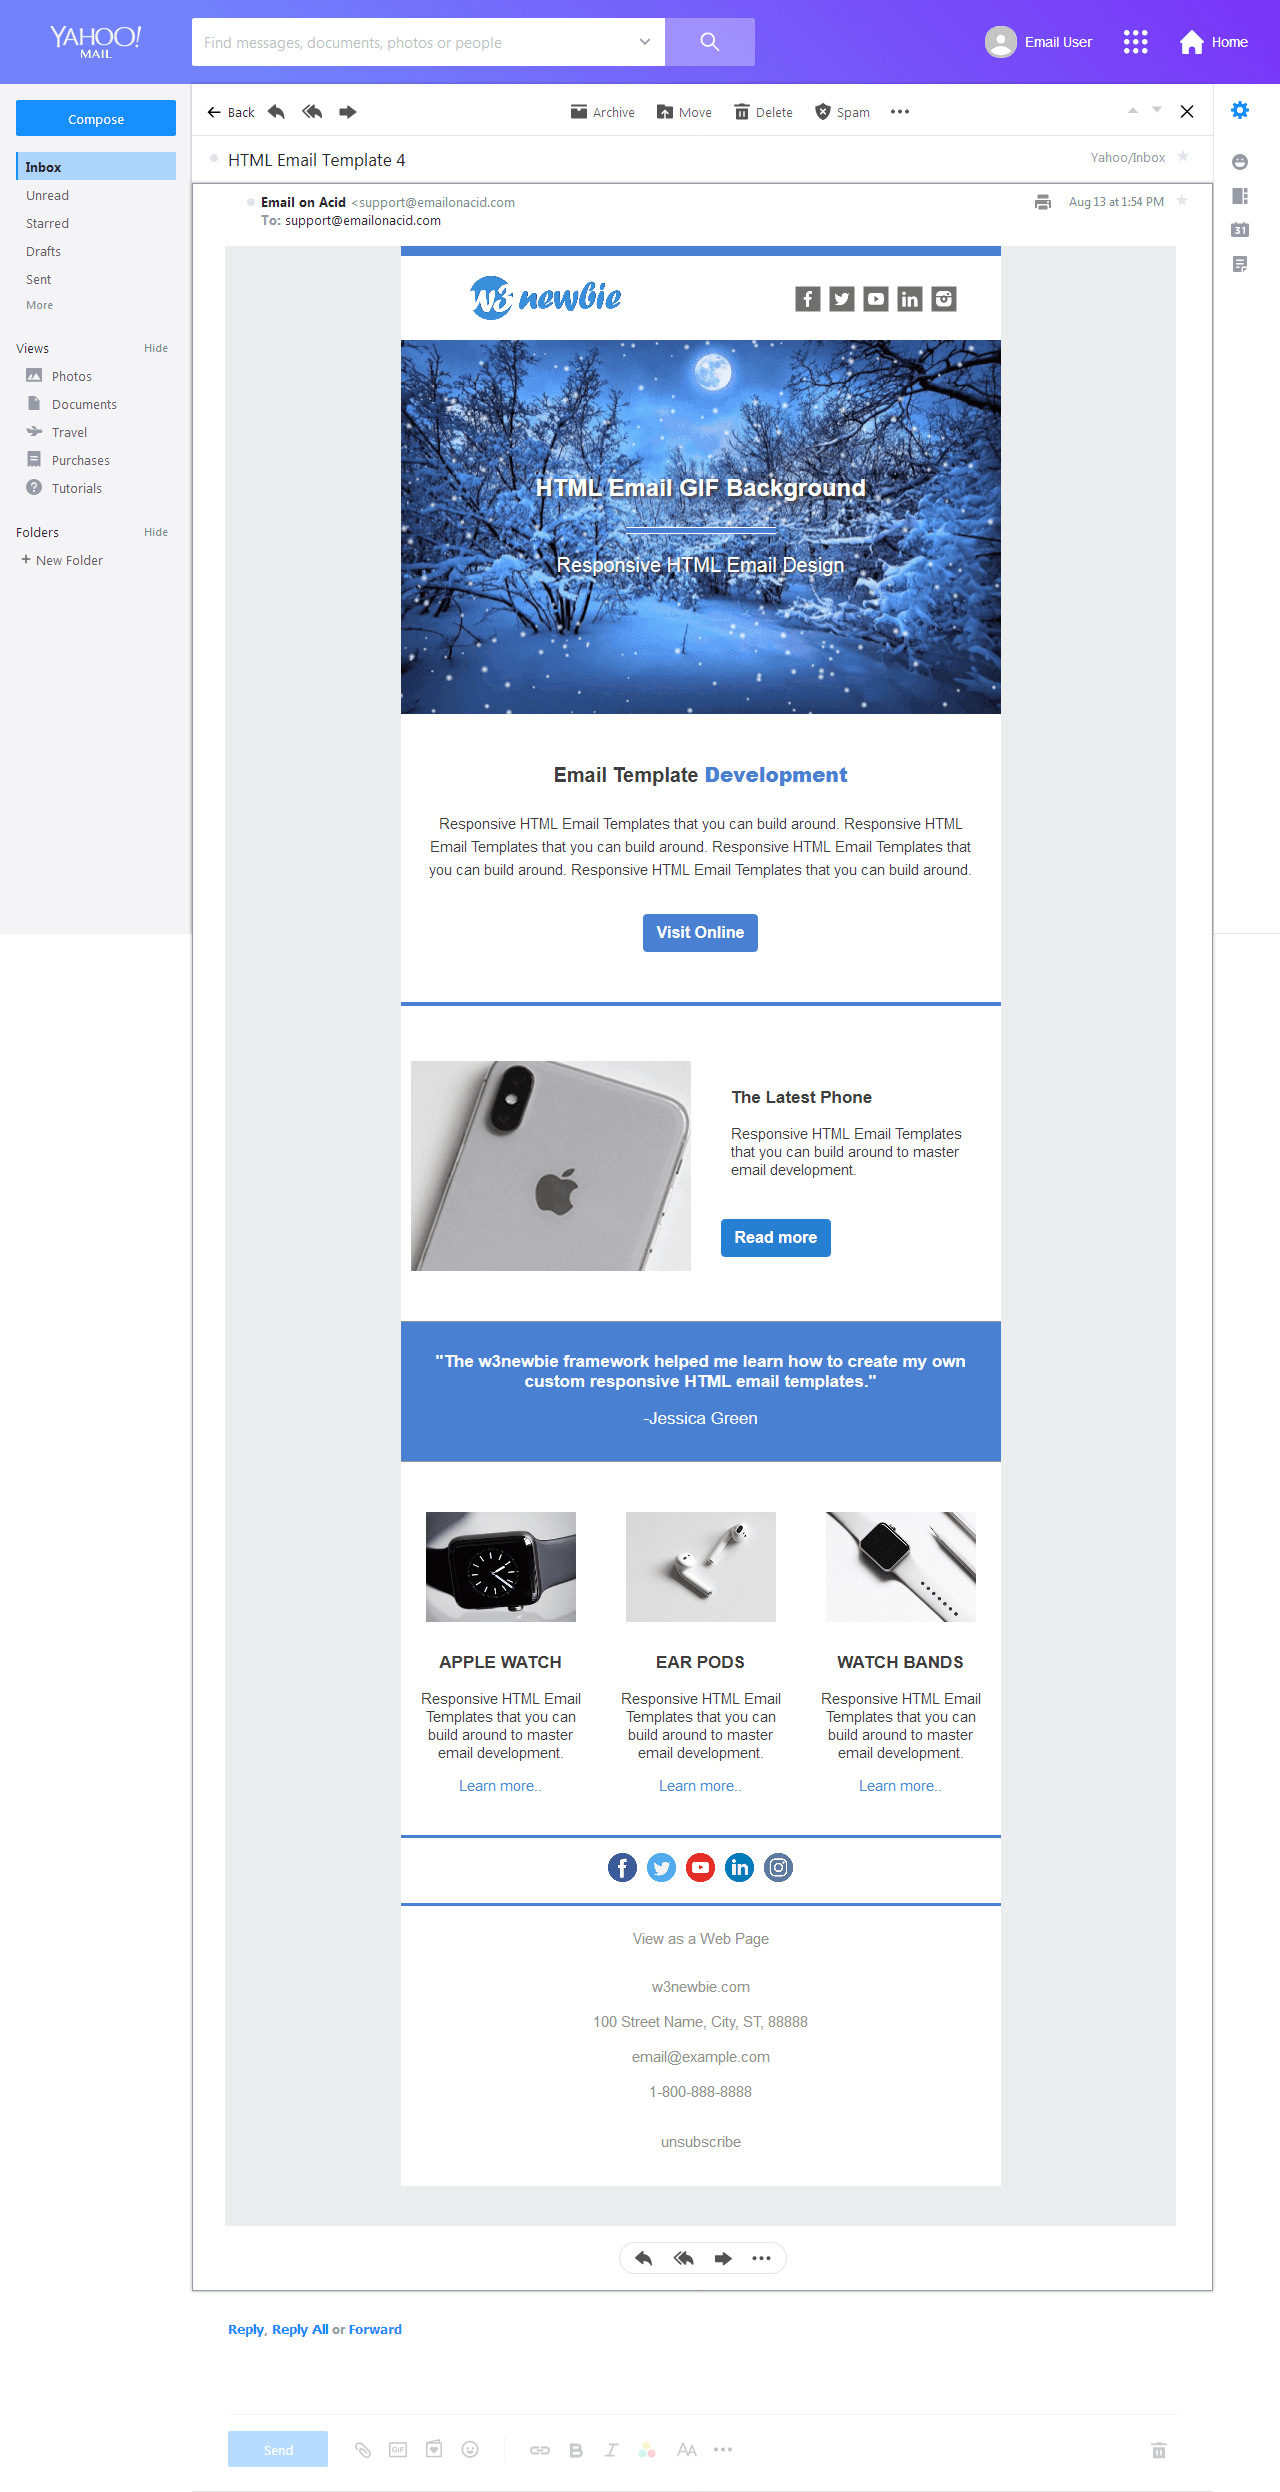 YAHOO!
MAIL
Find messages, documents, photos or people
Email User
Home
Compose
Back
Archive
Move
Delete
Spam
Inbox
Unread
Starred
Drafts
Sent
More
Views Hide
Photos
Documents
Travel
Purchases
Tutorials
Folders Hide
+ New Folder
HTML Email Template 4
Yahoo/Inbox
Email on Acid <support@emailonacid.com
To: support@emailonacid.com
Aug 13 at 1:54 PM
31
w3 newbie
HTML Email GIF Background
Responsive HTML Email Design
Email Template Development
Responsive HTML Email Templates that you can build around. Responsive HTML
Email Templates that you can build around. Responsive HTML Email Templates that
you can build around. Responsive HTML Email Templates that you can build around.
Visit Online
The Latest Phone
Responsive HTML Email Templates
that you can build around to master
email development.
Read more
"The w3newbie framework helped me learn how to create my own
custom responsive HTML email templates."
-Jessica Green
APPLE WATCH
Responsive HTML Email
Templates that you can
build around to master
email development.
Learn more..
EAR PODS
Responsive HTML Email
Templates that you can
build around to master
email development.
Learn more..
WATCH BANDS
Responsive HTML Email
Templates that you can
build around to master
email development.
Learn more..
View as a Web Page
w3newbie.com
100 Street Name, City, ST, 88888
email@example.com
1-800-888-8888
unsubscribe
Reply, Reply All or Forward
Send
GIF
B
I
AA